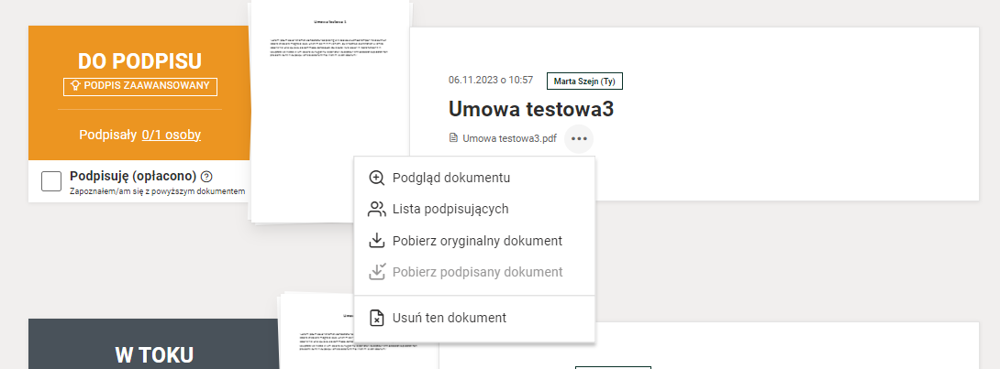 DO PODPISU
PODPIS ZAAWANSOWANY
Podpisały 0/1 osoby
Podpisuję (opłacono)
Zapoznałem/am się z powyższym dokumentem
Umowa testowa 3
06.11.2023 o 10:57
Marta Szejn (Ty)
Umowa testowa3
Umowa testowa3.pdf
Podgląd dokumentu
Lista podpisujących
Pobierz oryginalny dokument
Pobierz podpisany dokument
Usuń ten dokument
W TOKU